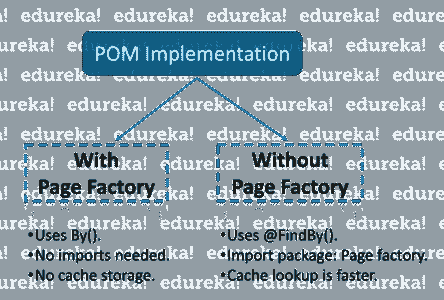 edureka! edureka! edureka! edureka! edureka!
POM Implementation
With
Page Factory
•Uses By().
•No imports needed.
•No cache storage.
Without
Page Factory
•Uses @FindBy().
•Import package: Page factory.
•Cache lookup is faster.